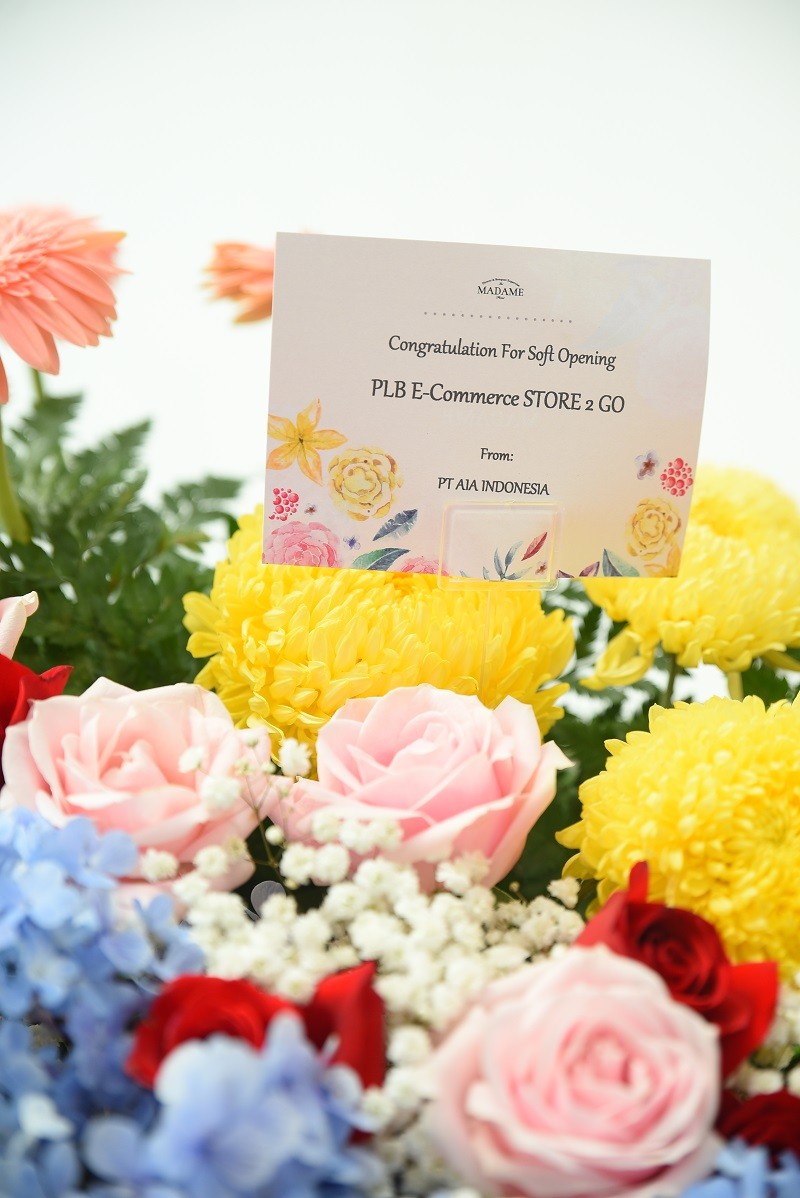 MADAME
Congratulation For Soft Opening
PLB E-Commerce STORE 2 GO
From:
PT AIA INDONESIA